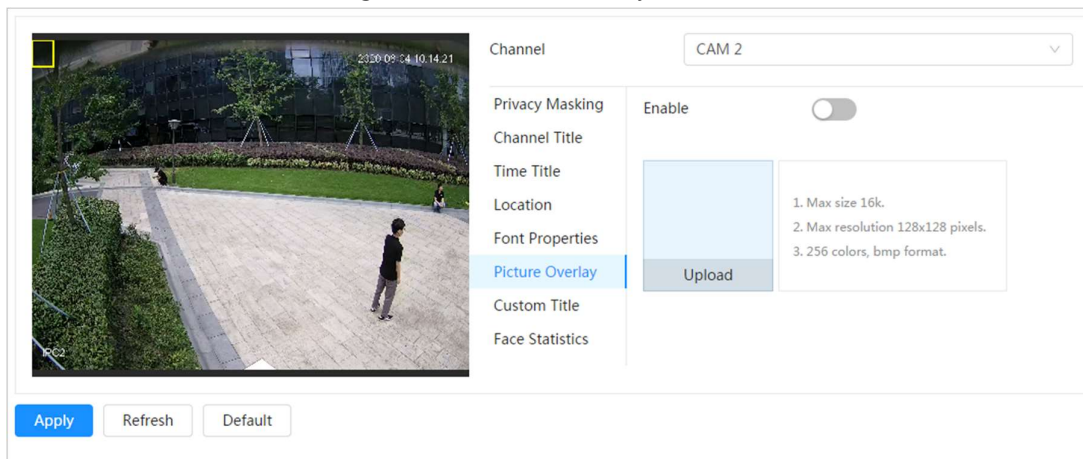 2020-09-04 10:14:21
IPC2
Channel
CAM 2
Privacy Masking
Channel Title
Time Title
Location
Font Properties
Picture Overlay
Custom Title
Face Statistics
Enable
Upload
1. Max size 16k.
2. Max resolution 128x128 pixels.
3. 256 colors, bmp format.
Apply
Refresh
Default